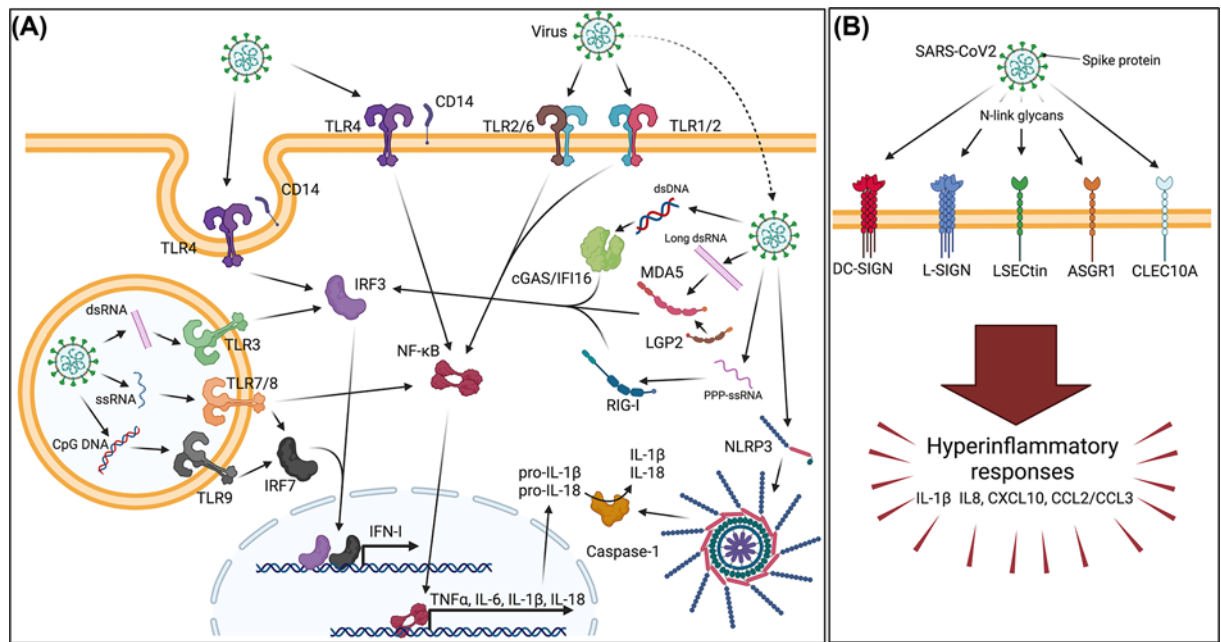 (A)
Virus
CD14
TLR4
TLR2/6
TLR1/2
CD14
TLR4
dsDNA
Long dsRNA
cGAS/IFI16
MDA5
IRF3
LGP2
dsRNA
TLR3
NF-κB
TLR7/8
ssRNA
RIG-I
PPP-ssRNA
CpG DNA
TLR9
IRF7
NLRP3
IL-1β
IL-18
pro-IL-1β
pro-IL-18
Caspase-1
IFN-I
TNFα, IL-6, IL-1β, IL-18
(B)
SARS-CoV2
Spike protein
N-link glycans
DC-SIGN
L-SIGN
LSECtin
ASGR1
CLEC10A
Hyperinflammatory
responses
IL-1β IL8, CXCL10, CCL2/CCL3